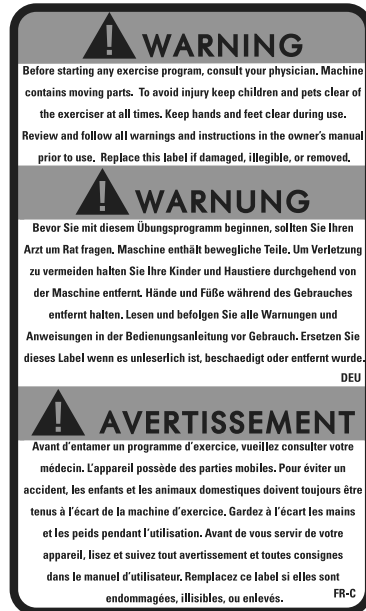 WARNING
Before starting any exercise program, consult your physician. Machine
contains moving parts. To avoid injury keep children and pets clear of
the exerciser at all times. Keep hands and feet clear during use.
Review and follow all warnings and instructions in the owner's manual
prior to use. Replace this label if damaged, illegible, or removed.
WARNUNG
Bevor Sie mit diesem Übungsprogramm beginnen, sollten Sie Ihren
Arzt um Rat fragen. Maschine enthält bewegliche Teile. Um Verletzung
zu vermeiden halten Sie Ihre Kinder und Haustiere durchgehend von
der Maschine entfernt. Hände und Füße während des Gebrauches
entfernt halten. Lesen und befolgen Sie alle Warnungen und
Anweisungen in der Bedienungsanleitung vor Gebrauch. Ersetzen Sie
dieses Label wenn es unleserlich ist, beschaedigt oder entfernt wurde.
DEU
AVERTISSEMENT
Avant d'entamer un programme d'exercice, vueillez consulter votre
médecin. L'appareil possède des parties mobiles. Pour éviter un
accident, les enfants et les animaux domestiques doivent toujours être
tenus à l'écart de la machine d'exercice. Gardez à l'écart les mains
et les peids pendant l'utilisation. Avant de vous servir de votre
appareil, lisez et suivez tout avertissement et toutes consignes
dans le manuel d'utilisateur. Remplacez ce label si elles sont
endommagées, illisibles, ou enlevés.
FR-C